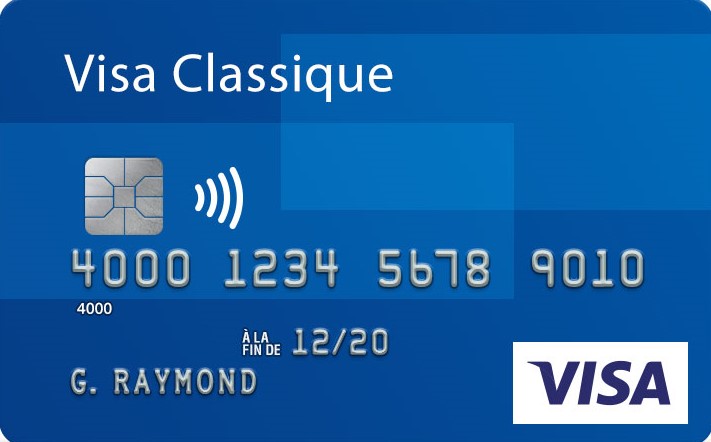 Visa Classique
4000 1234 5678 9010
4000
À LA
FIN DE 12/20
G. RAYMOND
VISA